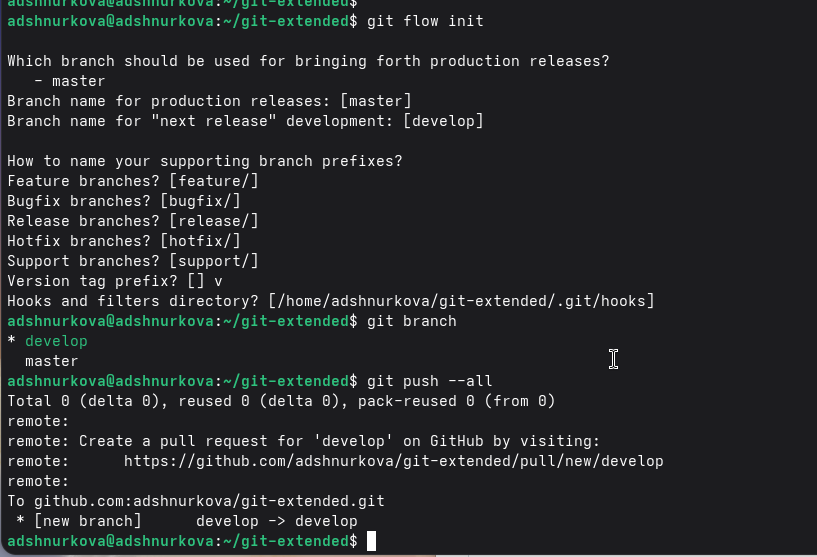 adshnurkova@adshnurkova:~/git-extended$
adshnurkova@adshnurkova:~/git-extended$ git flow init

Which branch should be used for bringing forth production releases?
   - master
Branch name for production releases: [master]
Branch name for "next release" development: [develop]

How to name your supporting branch prefixes?
Feature branches? [feature/]
Bugfix branches? [bugfix/]
Release branches? [release/]
Hotfix branches? [hotfix/]
Support branches? [support/]
Version tag prefix? [] v
Hooks and filters directory? [/home/adshnurkova/git-extended/.git/hooks]
adshnurkova@adshnurkova:~/git-extended$ git branch
* develop
  master
adshnurkova@adshnurkova:~/git-extended$ git push --all
Total 0 (delta 0), reused 0 (delta 0), pack-reused 0 (from 0)
remote:
remote: Create a pull request for 'develop' on GitHub by visiting:
remote:      https://github.com/adshnurkova/git-extended/pull/new/develop
remote:
To github.com:adshnurkova/git-extended.git
 * [new branch]      develop -> develop
adshnurkova@adshnurkova:~/git-extended$